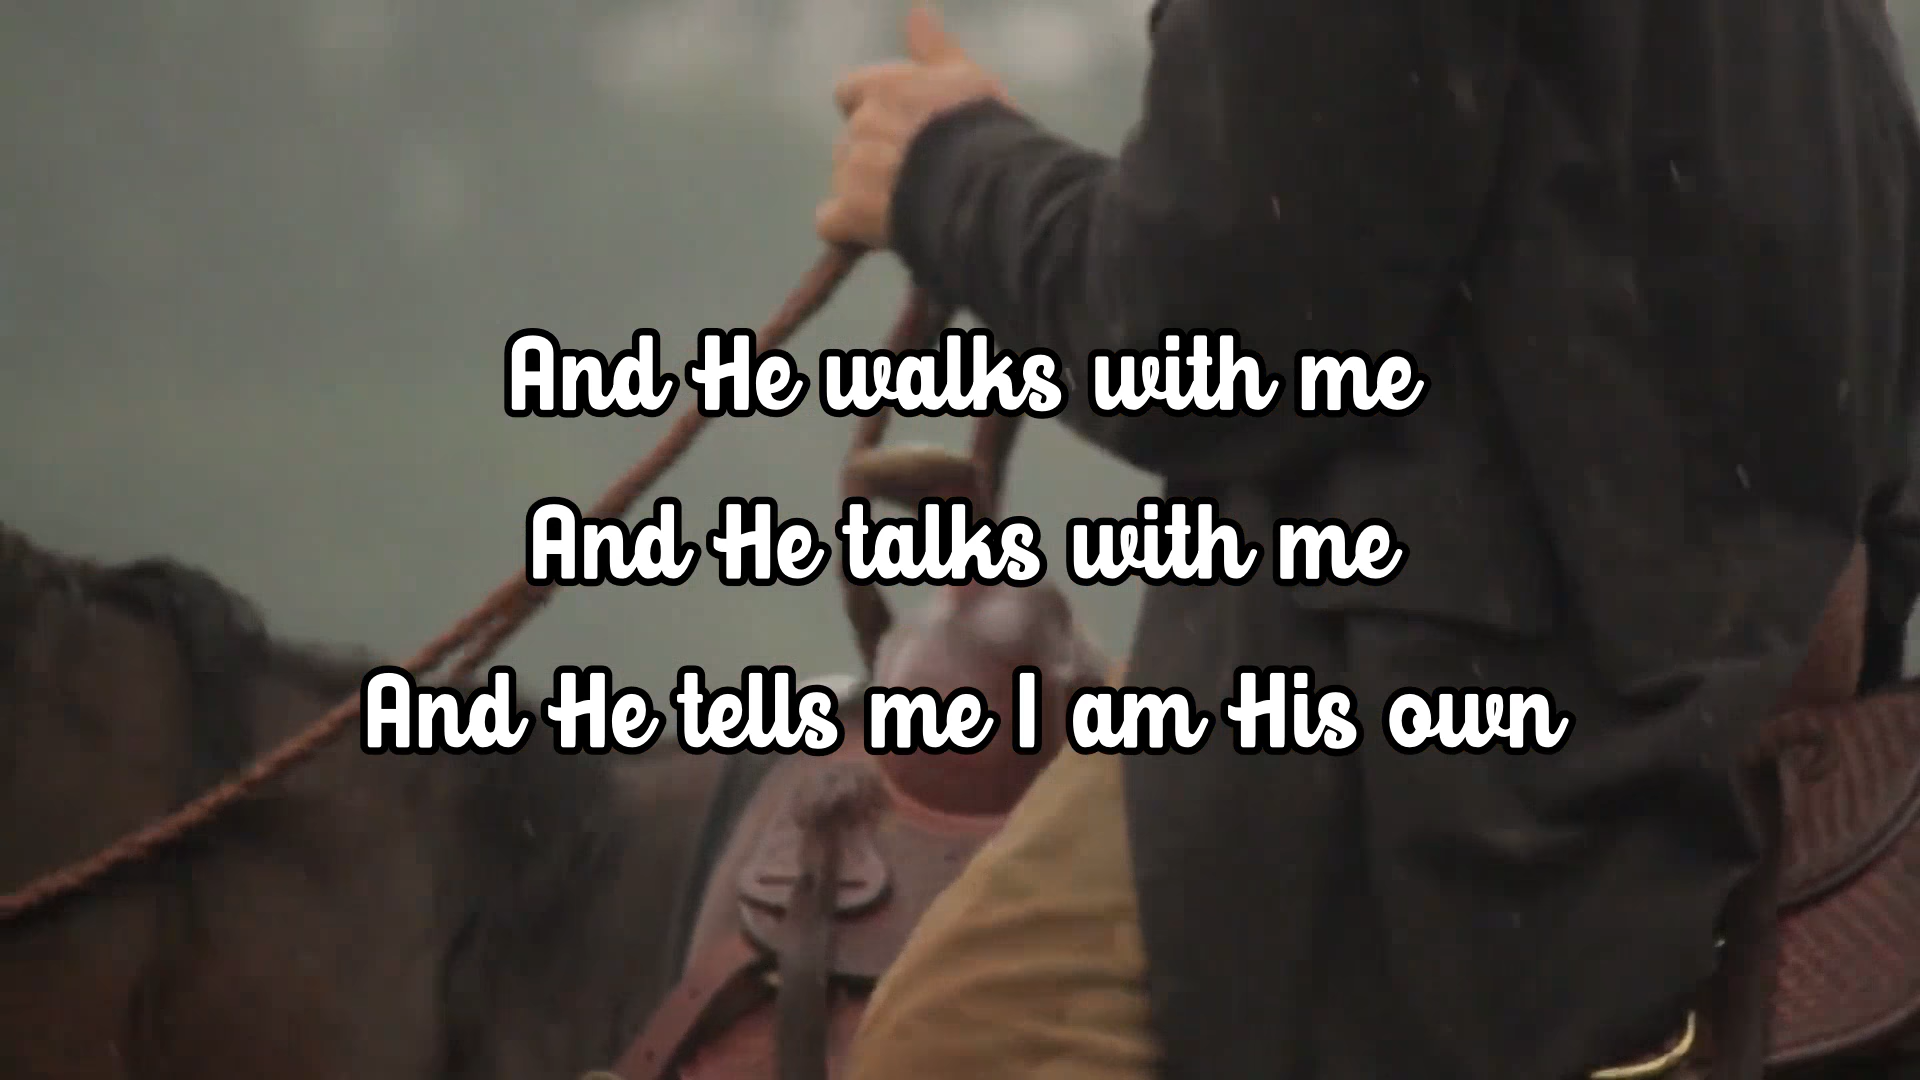 And He walks with me
And He talks with me
And He tells me I am His own